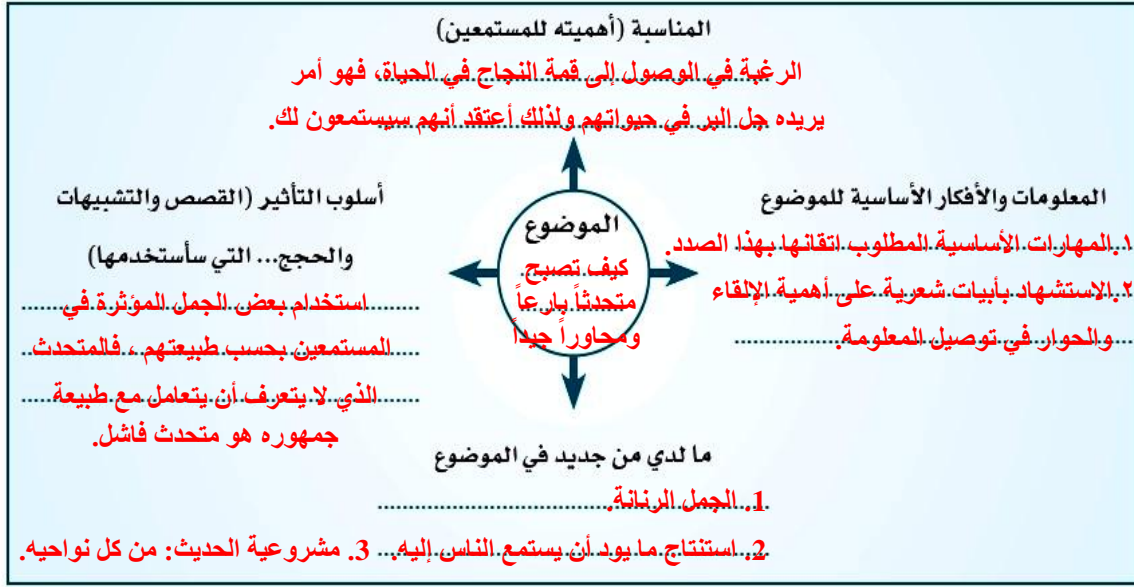 المناسبة (أهميته للمستمعين)
الرغبة في الوصول إلى قمة النجاح في الحياة، فهو أمر
يريده جل البر في حيواتهم ولذلك أعتقد أنهم سيستمعون لك.
المعلومات والأفكار الأساسية للموضوع
١.المهارات الأساسية المطلوب اتقانها بهذا الصدد.
٢.الاستشهاد بأبيات شعرية على أهمية الإلقاء
والحوار في توصيل المعلومة.
الموضوع
كيف تصبح
متحدثاً بارعاً
ومحاوراً جيداً
أسلوب التأثير (القصص والتشبيهات
والحجج... التي سأستخدمها)
استخدام بعض الجمل المؤثرة في
المستمعين بحسب طبيعتهم ، فالمتحدث
الذي لا يتعرف أن يتعامل مع طبيعة
جمهوره هو متحدث فاشل.
ما لدي من جديد في الموضوع
1. الجمل الرنانة.
2. استنتاج ما يود أن يستمع الناس إليه. 3. مشروعية الحديث: من كل نواحيه.